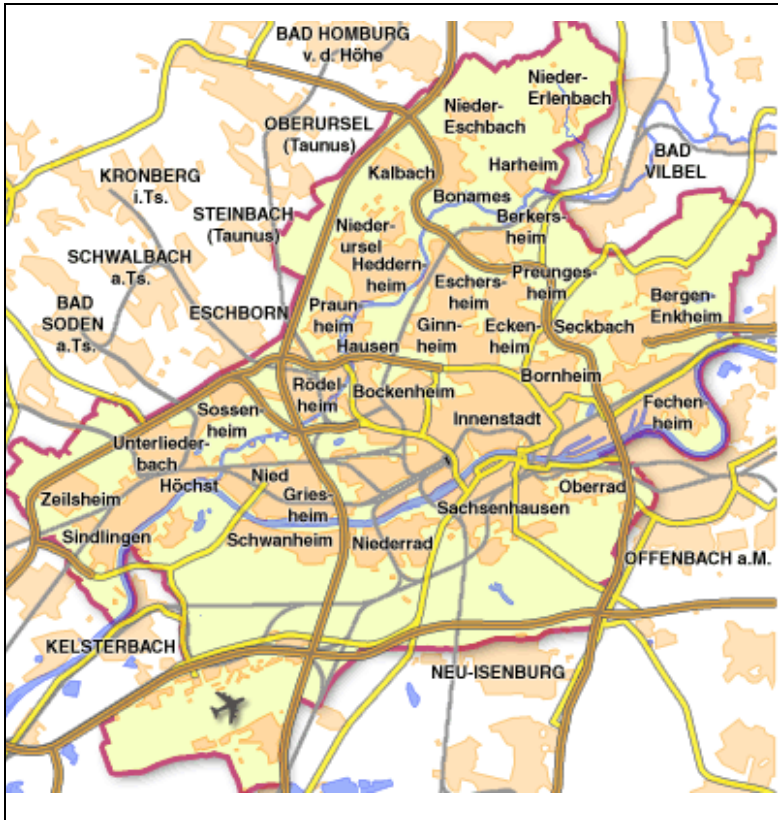 BAD HOMBURG
v. d. Höhe
Nieder-
Erlenbach
Nieder-
Eschbach
OBERURSEL
(Taunus)
BAD
VILBEL
Harheim
Kalbach
KRONBERG
i.Ts.
Bonames
STEINBACH
(Taunus)
Berkers-
heim
Nieder-
ursel
SCHWALBACH
a.Ts.
Heddern-
heim
Preunges-
heim
Eschers-
heim
Bergen-
Enkheim
BAD
SODEN
a.Ts.
ESCHBORN
Praun-
heim
Ginn-
heim
Ecken-
heim
Seckbach
Hausen
Bornheim
Rödel-
heim
Bockenheim
Fechen-
heim
Sossen-
heim
Innenstadt
Unterlieder-
bach
Nied
Höchst
Gries-
heim
Oberrad
Zeilsheim
Sachsenhausen
Sindlingen
Schwanheim
Niederrad
OFFENBACH a.M.
KELSTERBACH
NEU-ISENBURG